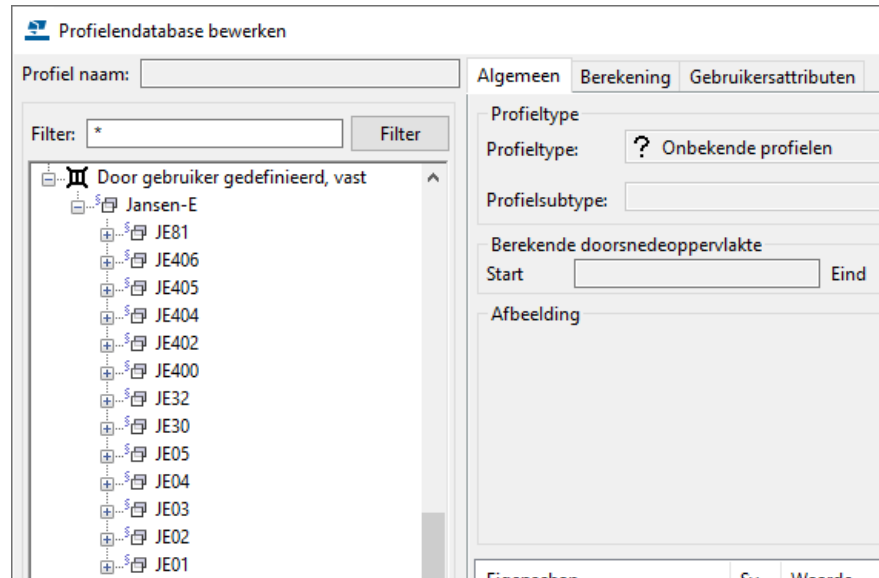 Profielendatabase bewerken
Profiel naam:
Filter: * Filter
Door gebruiker gedefinieerd, vast
Jansen-E
JE81
JE406
JE405
JE404
JE402
JE400
JE32
JE30
JE05
JE04
JE03
JE02
JE01
Algemeen Berekening Gebruikersattributen
Profieltype
Profieltype: ? Onbekende profielen
Profielsubtype:
Berekende doorsnedeoppervlakte
Start Eind
Afbeelding